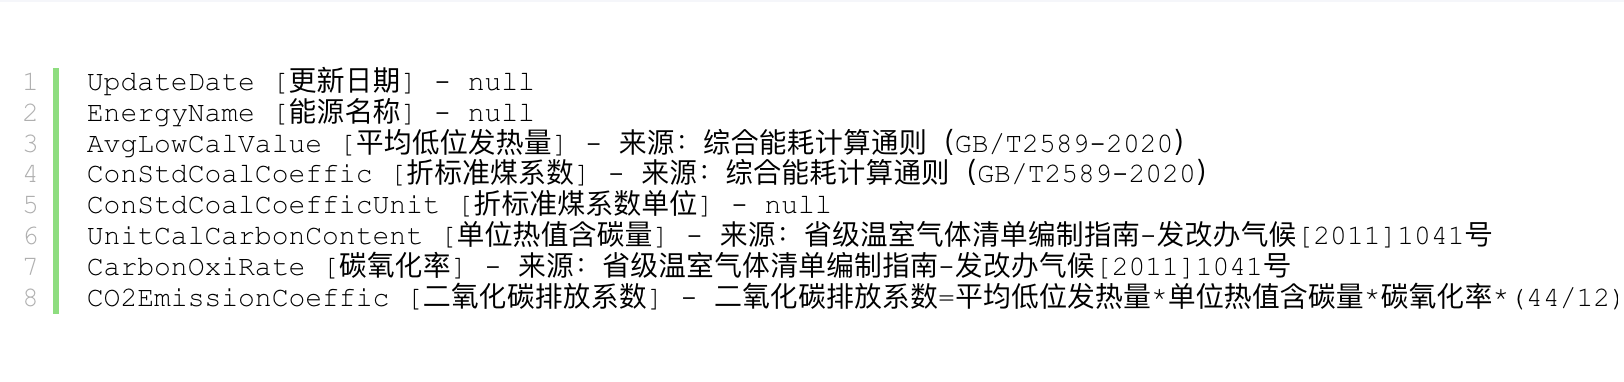 1 UpdateDate [更新日期] - null
2 EnergyName [能源名称] - null
3 AvgLowCalValue [平均低位发热量] - 来源：综合能耗计算通则（GB/T2589-2020）
4 ConStdCoalCoeffic [折标准煤系数] - 来源：综合能耗计算通则（GB/T2589-2020）
5 ConStdCoalCoefficUnit [折标准煤系数单位] - null
6 UnitCalCarbonContent [单位热值含碳量] - 来源：省级温室气体清单编制指南-发改办气候[2011]1041号
7 CarbonOxiRate [碳氧化率] - 来源：省级温室气体清单编制指南-发改办气候[2011]1041号
8 CO2EmissionCoeffic [二氧化碳排放系数] - 二氧化碳排放系数=平均低位发热量*单位热值含碳量*碳氧化率*(44/12)